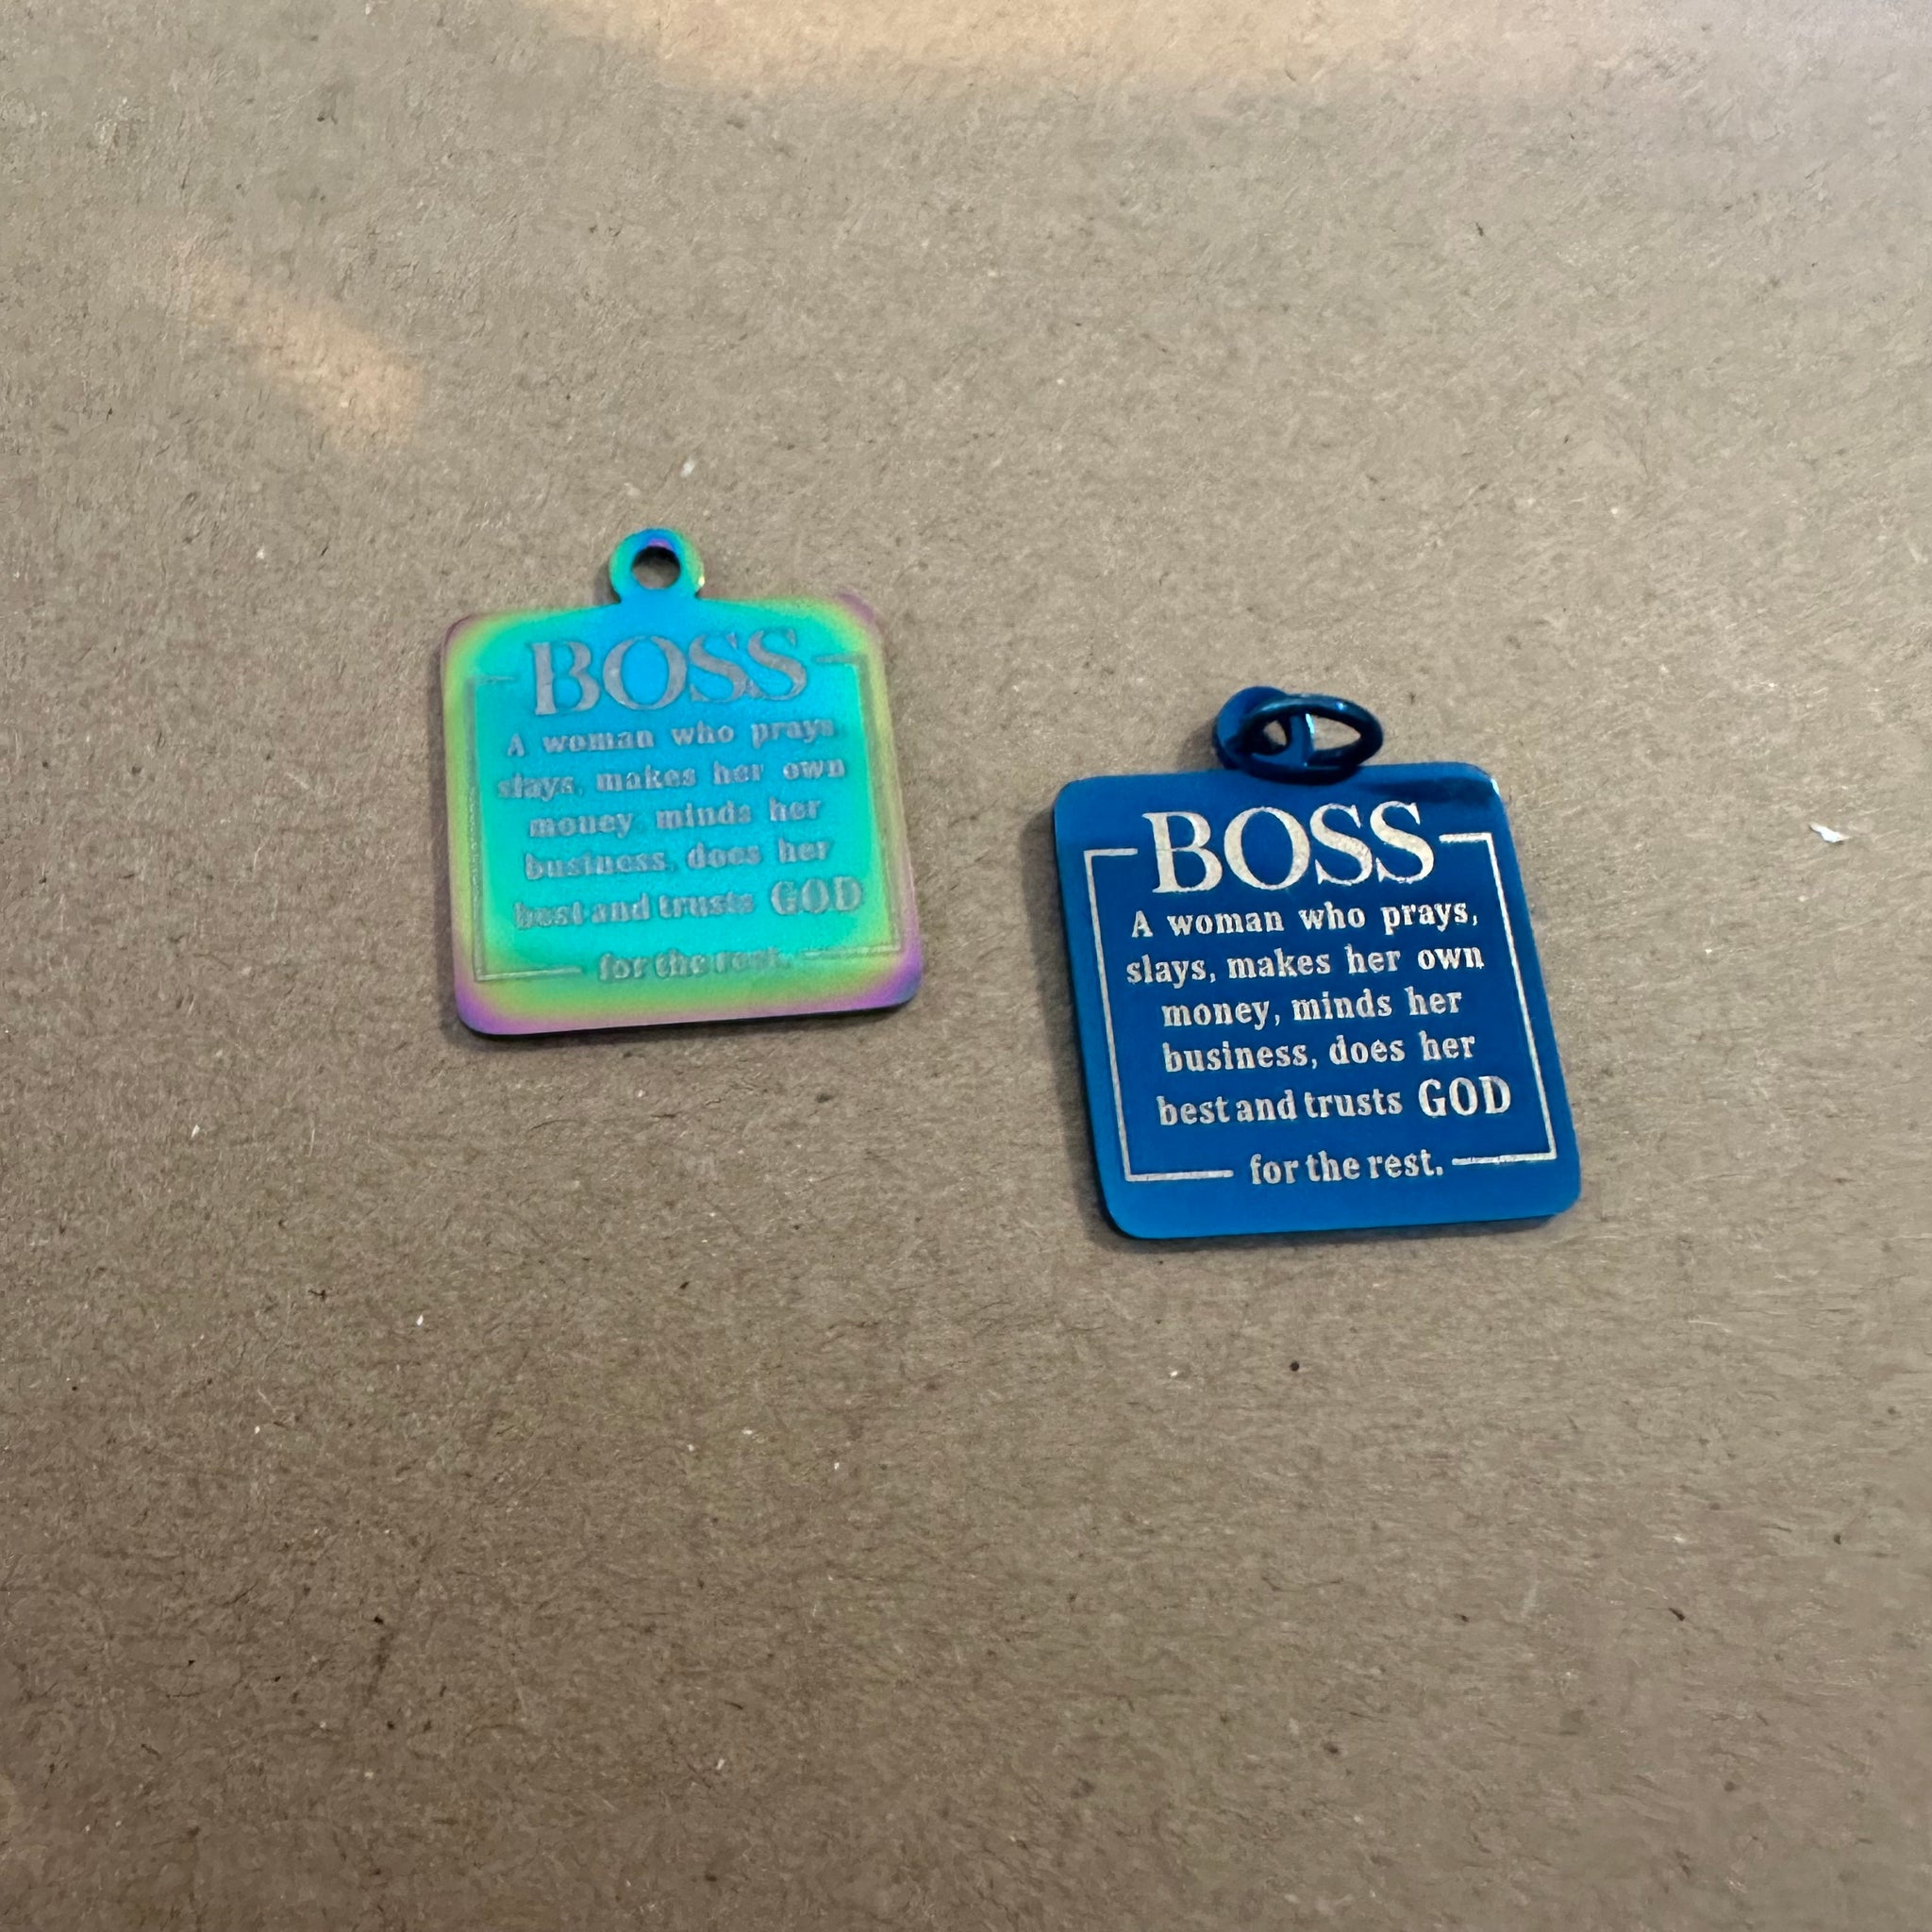 BOSS
A woman who prays
slays, makes her own
money, minds her
business, does her
best and trusts GOD
for the rest.
BOSS
A woman who prays,
slays, makes her own
money, minds her
business, does her
best and trusts GOD
for the rest.